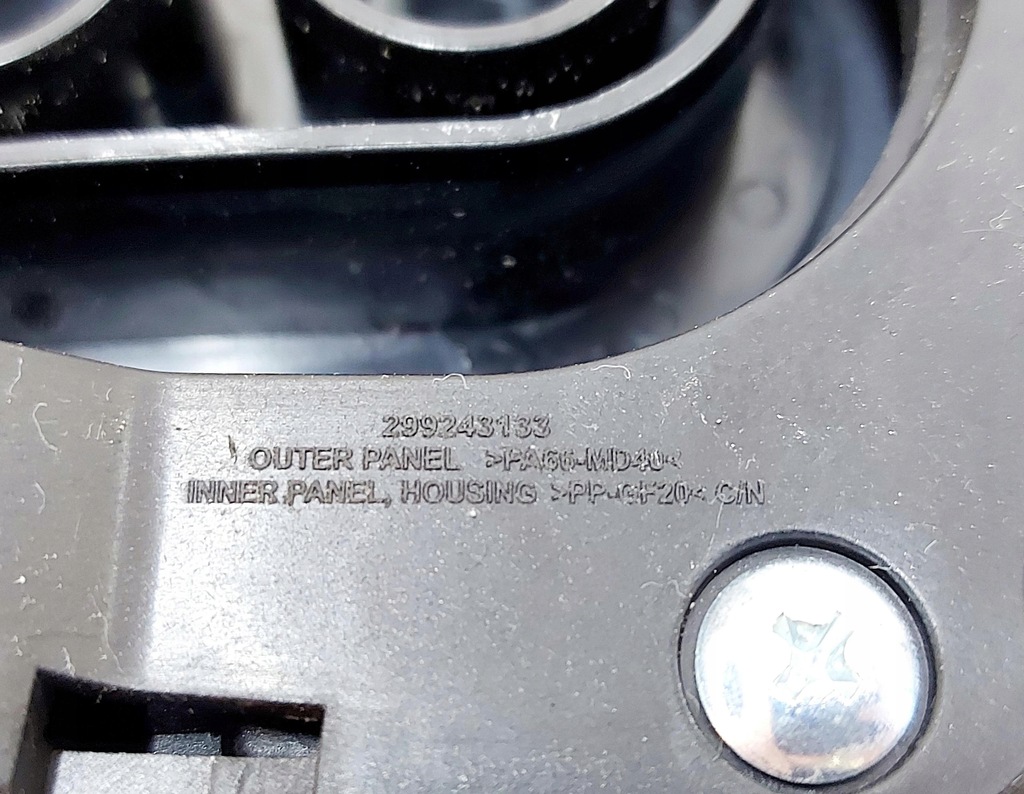 299243133
OUTER PANEL >PA66-MD40<
INNER PANEL, HOUSING >PP-GF20< C/N